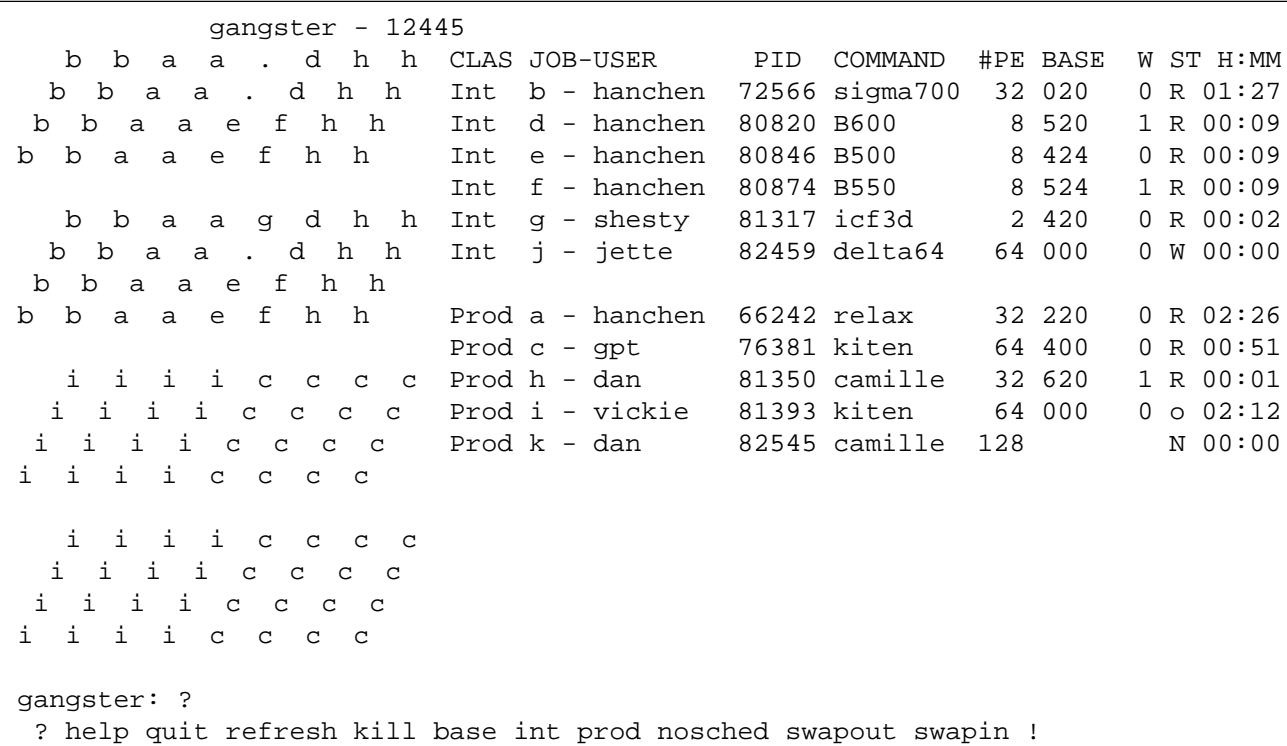 gangster - 12445
b b a a . d h h CLAS JOB-USER PID COMMAND #PE BASE W ST H:MM
b b a a . d h h Int b - hanchen 72566 sigma700 32 020 0 R 01:27
b b a a e f h h Int d - hanchen 80820 B600 8 520 1 R 00:09
b b a a e f h h Int e - hanchen 80846 B500 8 424 0 R 00:09
Int f - hanchen 80874 B550 8 524 1 R 00:09
b b a a g d h h Int g - shesty 81317 icf3d 2 420 0 R 00:02
b b a a . d h h Int j - jette 82459 delta64 64 000 0 W 00:00
b b a a e f h h
b b a a e f h h Prod a - hanchen 66242 relax 32 220 0 R 02:26
Prod c - gpt 76381 kiten 64 400 0 R 00:51
i i i i c c c c Prod h - dan 81350 camille 32 620 1 R 00:01
i i i i c c c c Prod i - vickie 81393 kiten 64 000 0 o 02:12
i i i i c c c c Prod k - dan 82545 camille 128 N 00:00
i i i i c c c c
i i i i c c c c
i i i i c c c c
i i i i c c c c
i i i i c c c c
gangster: ?
? help quit refresh kill base int prod nosched swapout swapin !